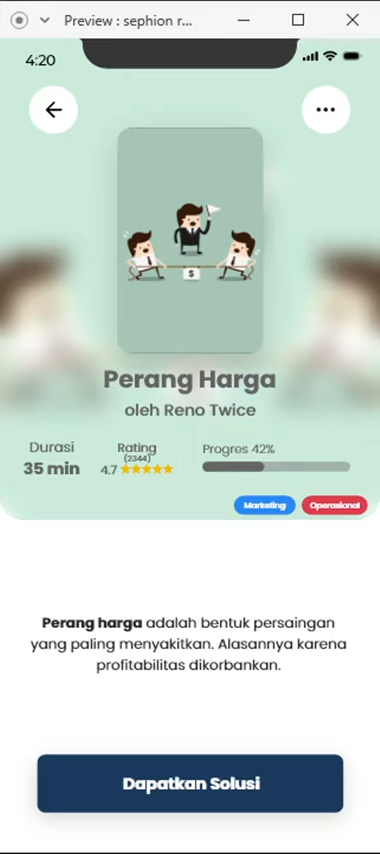 Preview : sephion r...
4:20
$
Perang Harga
oleh Reno Twice
Durasi
35 min
Rating
(2344)
4.7
Progres 42%
Marketing
Operasional
Perang harga adalah bentuk persaingan
yang paling menyakitkan. Alasannya karena
profitabilitas dikorbankan.
Dapatkan Solusi